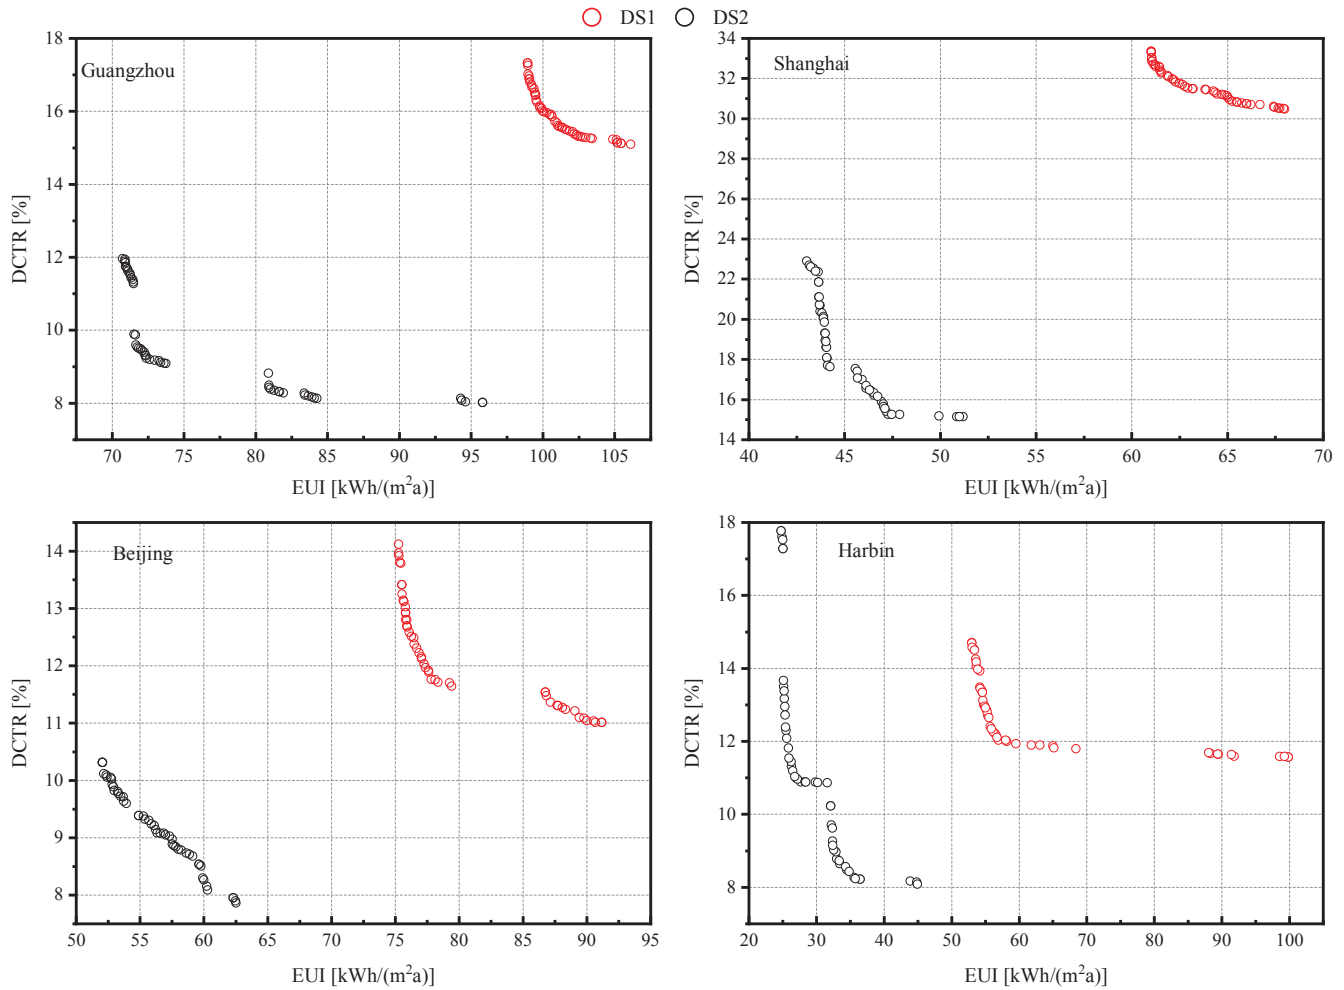 DS1 DS2
18
16
14
12
10
8
DCTR [%]
Guangzhou
70 75 80 85 90 95 100 105
EUI [kWh/(m²a)]
34
32
30
28
26
24
22
20
18
16
14
DCTR [%]
Shanghai
40 45 50 55 60 65 70
EUI [kWh/(m²a)]
14
13
12
11
10
9
8
DCTR [%]
Beijing
50 55 60 65 70 75 80 85 90 95
EUI [kWh/(m²a)]
18
16
14
12
10
8
DCTR [%]
Harbin
20 30 40 50 60 70 80 90 100
EUI [kWh/(m²a)]